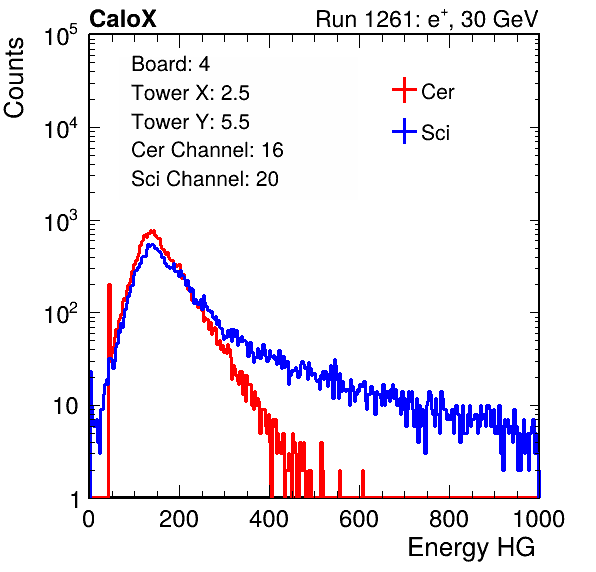 CaloX Run 1261: e⁺, 30 GeV
Counts
10⁵
10⁴
10³
10²
10
1
Board: 4
Tower X: 2.5
Tower Y: 5.5
Cer Channel: 16
Sci Channel: 20
Cer
Sci
0 200 400 600 800 1000
Energy HG